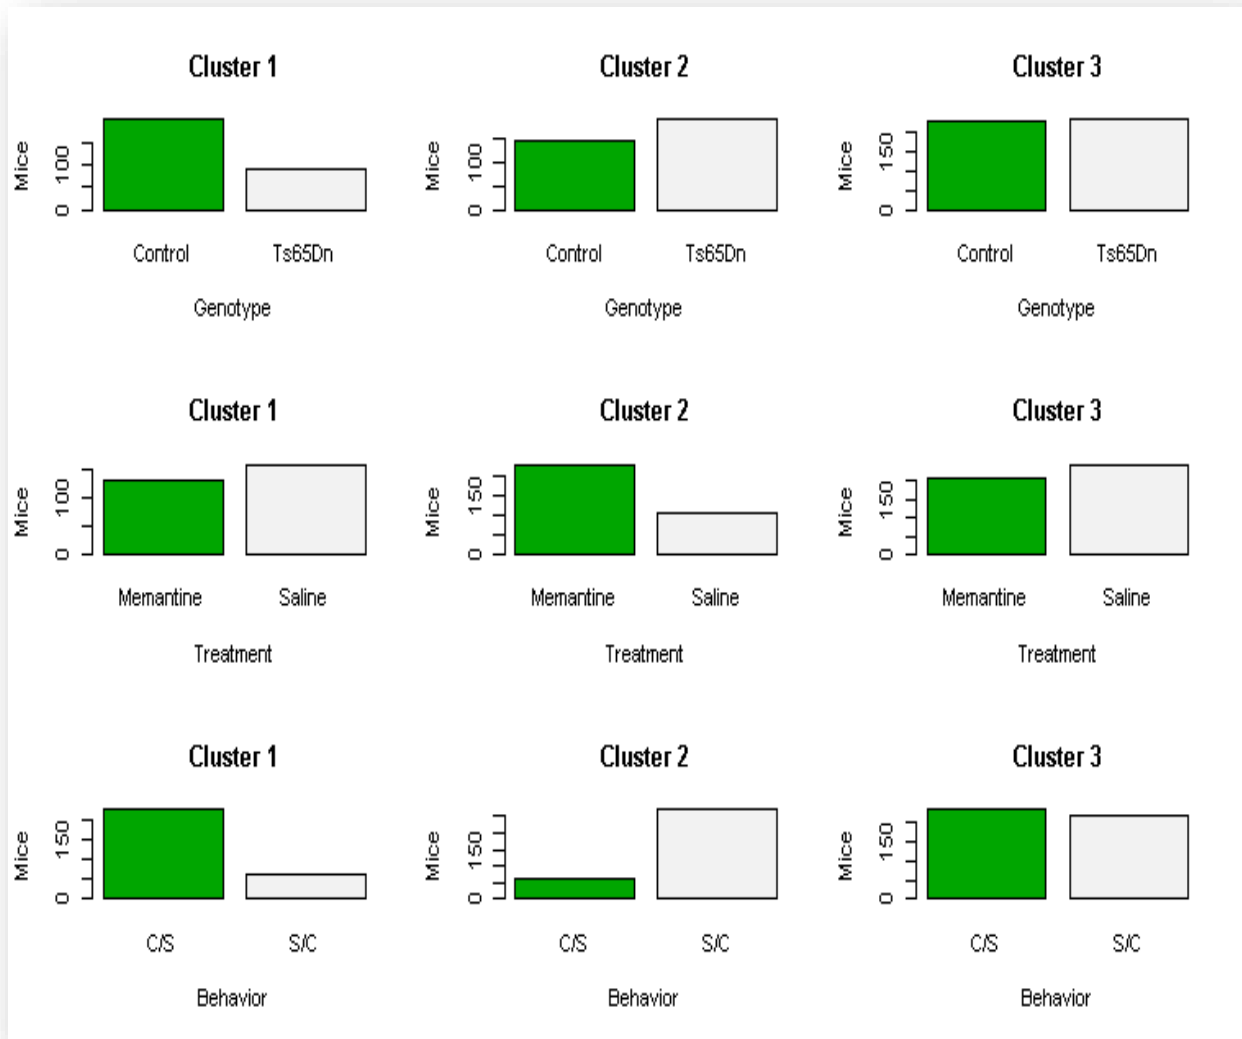 Cluster 1 Cluster 2 Cluster 3
Mice 0 100 Mice 0 100 Mice 0 150
Control Ts65Dn Control Ts65Dn Control Ts65Dn
Genotype Genotype Genotype
Cluster 1 Cluster 2 Cluster 3
Mice 0 100 Mice 0 150 Mice 0 150
Memantine Saline Memantine Saline Memantine Saline
Treatment Treatment Treatment
Cluster 1 Cluster 2 Cluster 3
Mice 0 150 Mice 0 150 Mice 0 150
C/S S/C C/S S/C C/S S/C
Behavior Behavior Behavior